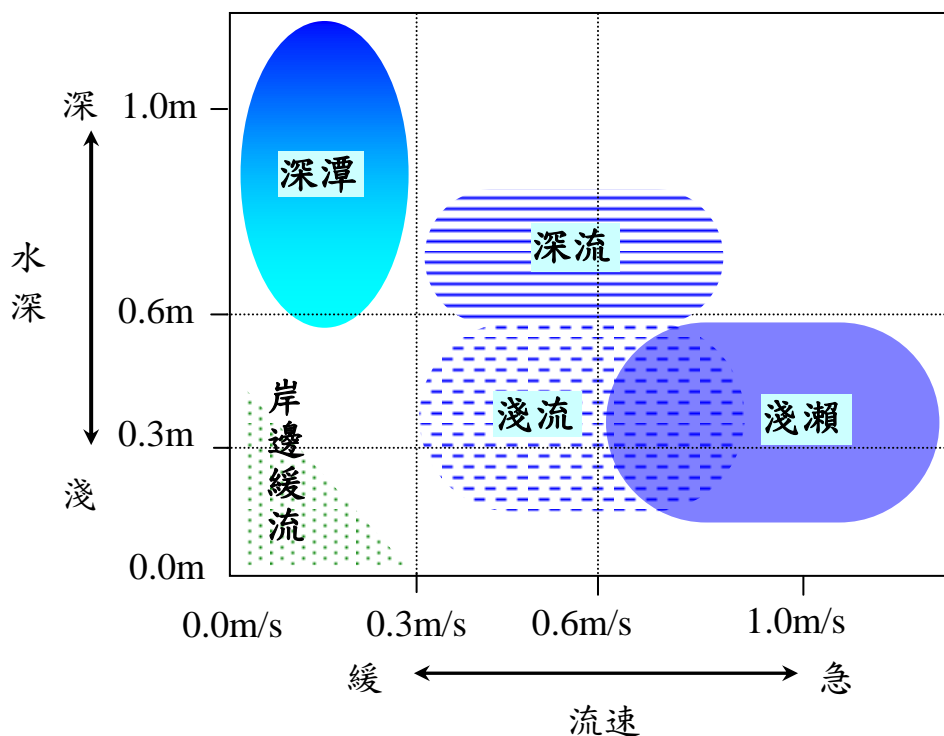 深
1.0m
深潭
深流
水深
0.6m
岸邊緩流
淺流
淺瀨
0.3m
淺
0.0m
0.0m/s
0.3m/s
0.6m/s
1.0m/s
緩
急
流速